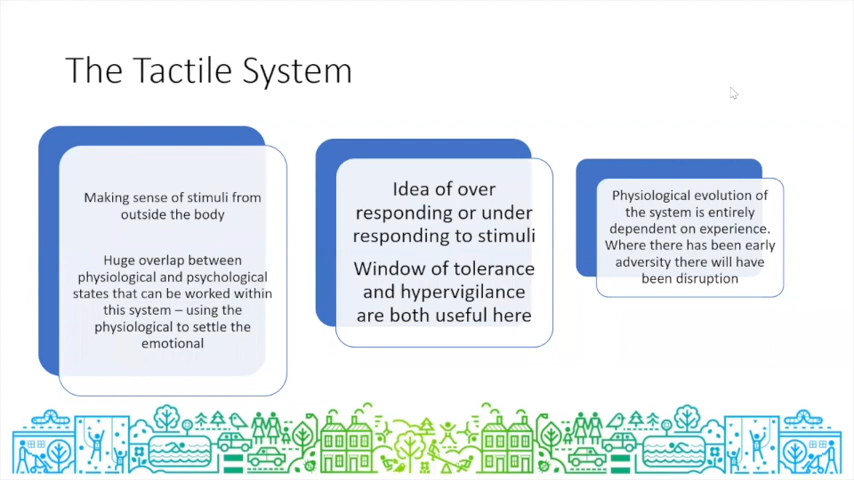 The Tactile System
Making sense of stimuli from
outside the body
Huge overlap between
physiological and psychological
states that can be worked within
this system – using the
physiological to settle the
emotional
Idea of over
responding or under
responding to stimuli
Window of tolerance
and hypervigilance
are both useful here
Physiological evolution of
the system is entirely
dependent on experience.
Where there has been early
adversity there will have
been disruption